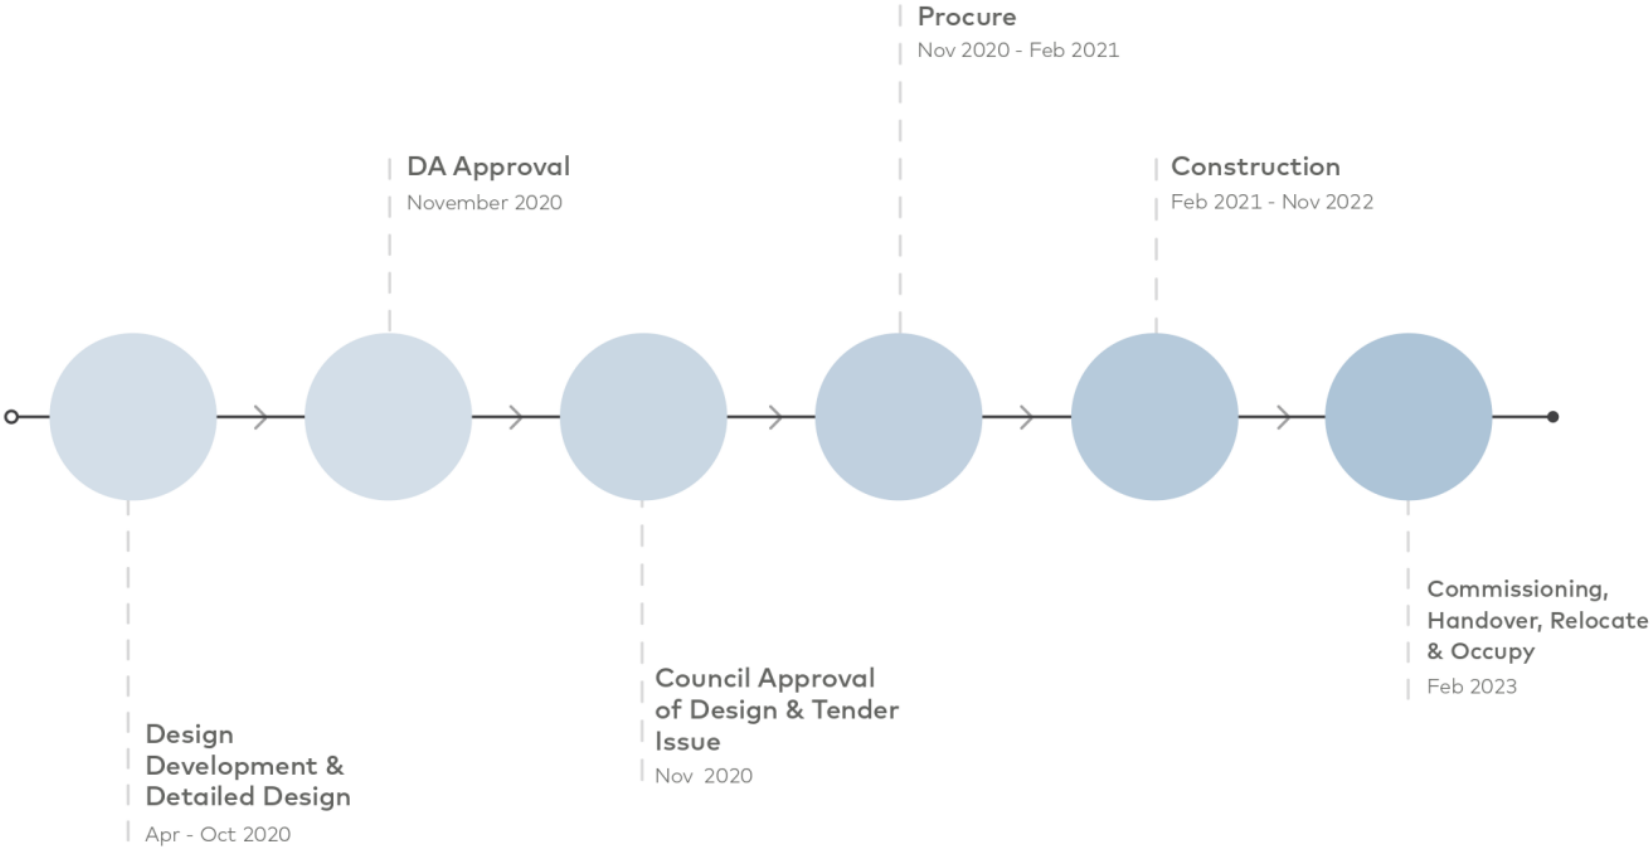 Design
Development &
Detailed Design
Apr - Oct 2020
DA Approval
November 2020
Council Approval
of Design & Tender
Issue
Nov 2020
Procure
Nov 2020 - Feb 2021
Construction
Feb 2021 - Nov 2022
Commissioning,
Handover, Relocate
& Occupy
Feb 2023